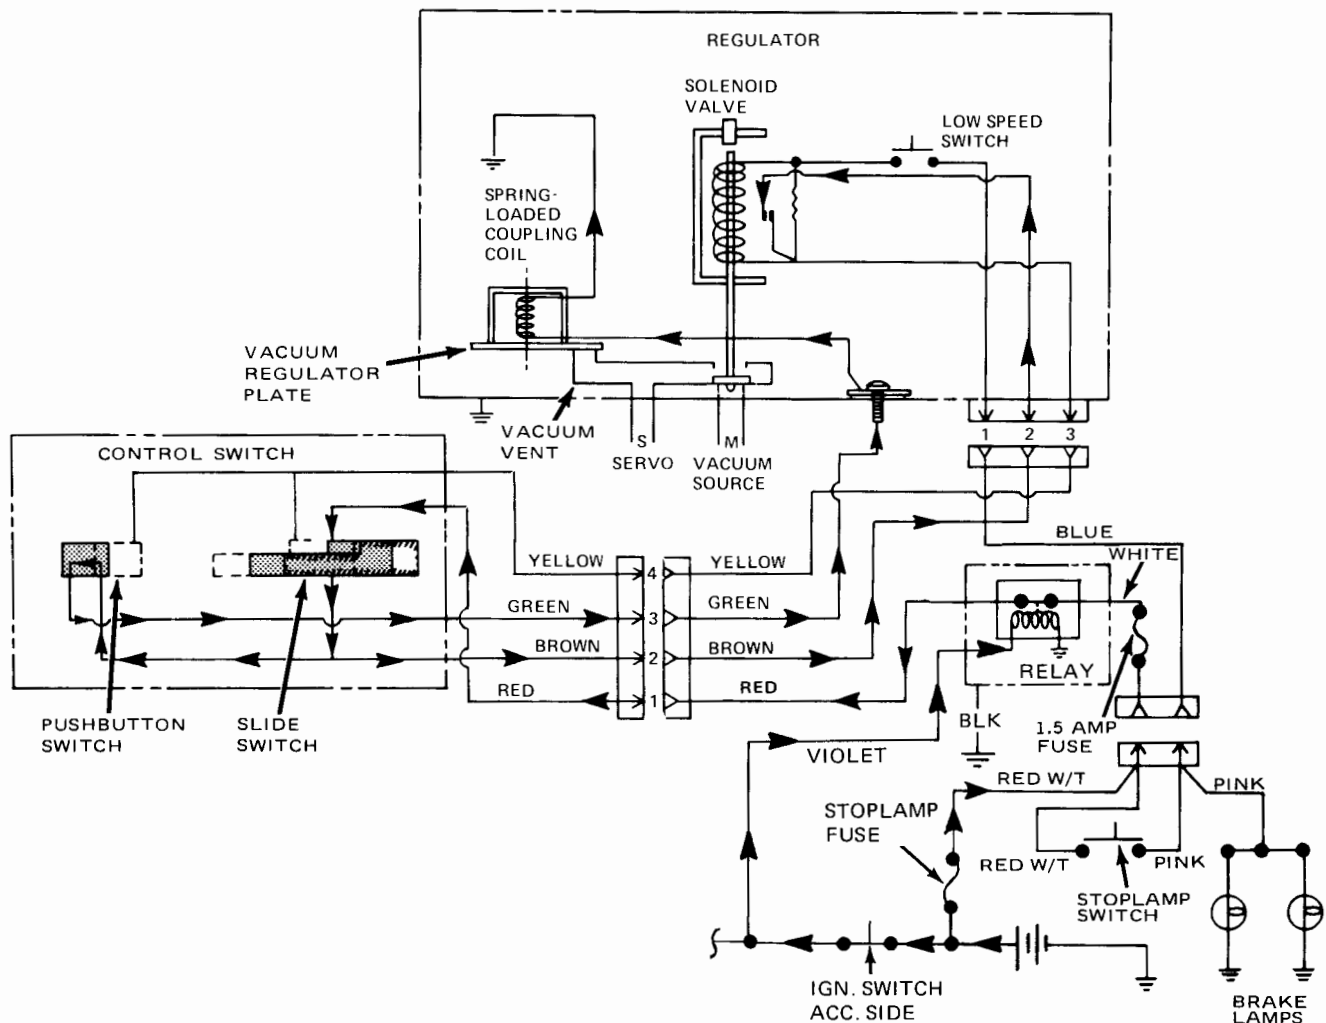 REGULATOR
SOLENOID
VALVE
LOW SPEED
SWITCH
SPRING-
LOADED
COUPLING
COIL
VACUUM
REGULATOR
PLATE
VACUUM
VENT
S
SERVO
M
VACUUM
SOURCE
1 2 3
CONTROL SWITCH
YELLOW 4 YELLOW
GREEN 3 GREEN
BROWN 2 BROWN
RED 1 RED
PUSHBUTTON
SWITCH
SLIDE
SWITCH
BLUE
WHITE
RELAY
BLK
1.5 AMP
FUSE
VIOLET
RED W/T
PINK
STOPLAMP
FUSE
RED W/T
PINK
STOPLAMP
SWITCH
IGN. SWITCH
ACC. SIDE
BRAKE
LAMPS